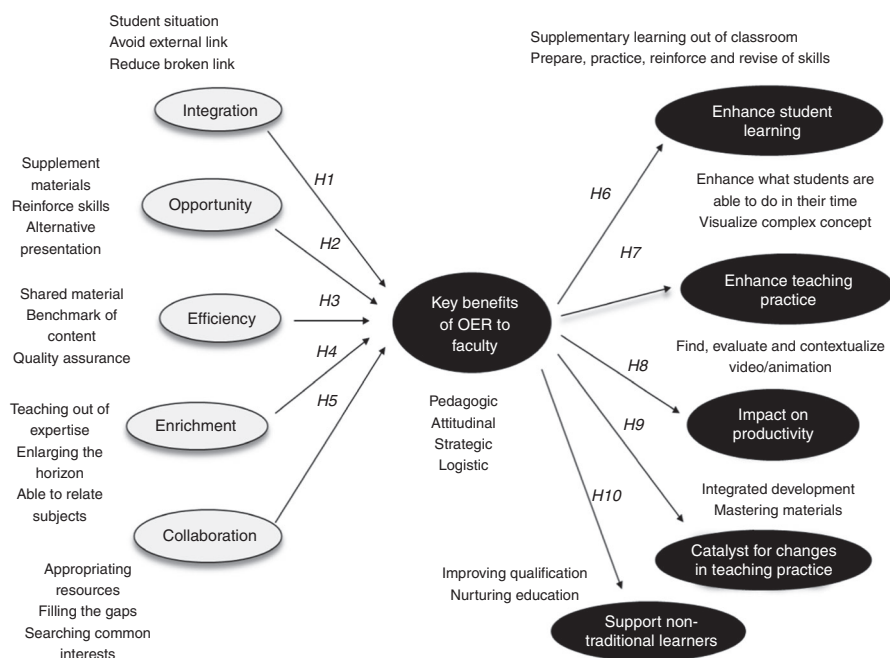 Student situation
Avoid external link
Reduce broken link
Integration
Supplement
materials
Reinforce skills
Alternative
presentation
Opportunity
Shared material
Benchmark of
content
Quality assurance
Efficiency
Teaching out of
expertise
Enlarging the
horizon
Able to relate
subjects
Enrichment
Collaboration
Appropriating
resources
Filling the gaps
Searching common
interests
H1
H2
H3
H4
H5
Key benefits
of OER to
faculty
Pedagogic
Attitudinal
Strategic
Logistic
H6
H7
H8
H9
H10
Supplementary learning out of classroom
Prepare, practice, reinforce and revise of skills
Enhance student
learning
Enhance what students are
able to do in their time
Visualize complex concept
Enhance teaching
practice
Find, evaluate and contextualize
video/animation
Impact on
productivity
Integrated development
Mastering materials
Catalyst for changes
in teaching practice
Improving qualification
Nurturing education
Support non-
traditional learners